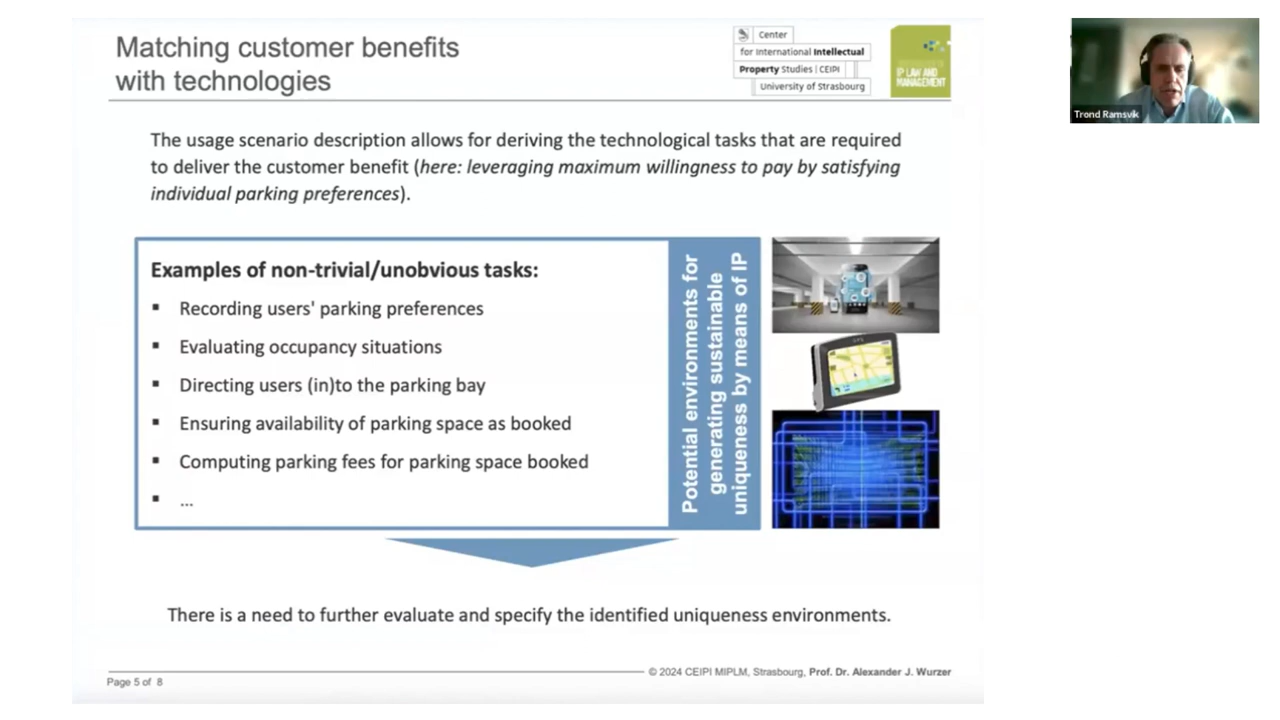 Matching customer benefits
with technologies
Center
for International Intellectual
Property Studies | CEIPI
University of Strasbourg
IP LAW AND
MANAGEMENT
Trond Ramsvik
The usage scenario description allows for deriving the technological tasks that are required
to deliver the customer benefit (here: leveraging maximum willingness to pay by satisfying
individual parking preferences).
Examples of non-trivial/unobvious tasks:
▪ Recording users' parking preferences
▪ Evaluating occupancy situations
▪ Directing users (in)to the parking bay
▪ Ensuring availability of parking space as booked
▪ Computing parking fees for parking space booked
▪ ...
Potential environments for
generating sustainable
uniqueness by means of IP
There is a need to further evaluate and specify the identified uniqueness environments.
© 2024 CEIPI MIPLM, Strasbourg, Prof. Dr. Alexander J. Wurzer
Page 5 of 8